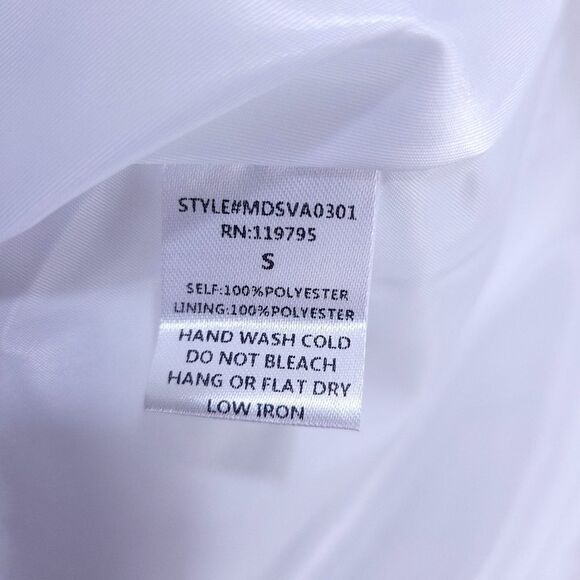 STYLE#MDSVA0301
RN:119795
S
SELF:100%POLYESTER
LINING:100%POLYESTER
HAND WASH COLD
DO NOT BLEACH
HANG OR FLAT DRY
LOW IRON